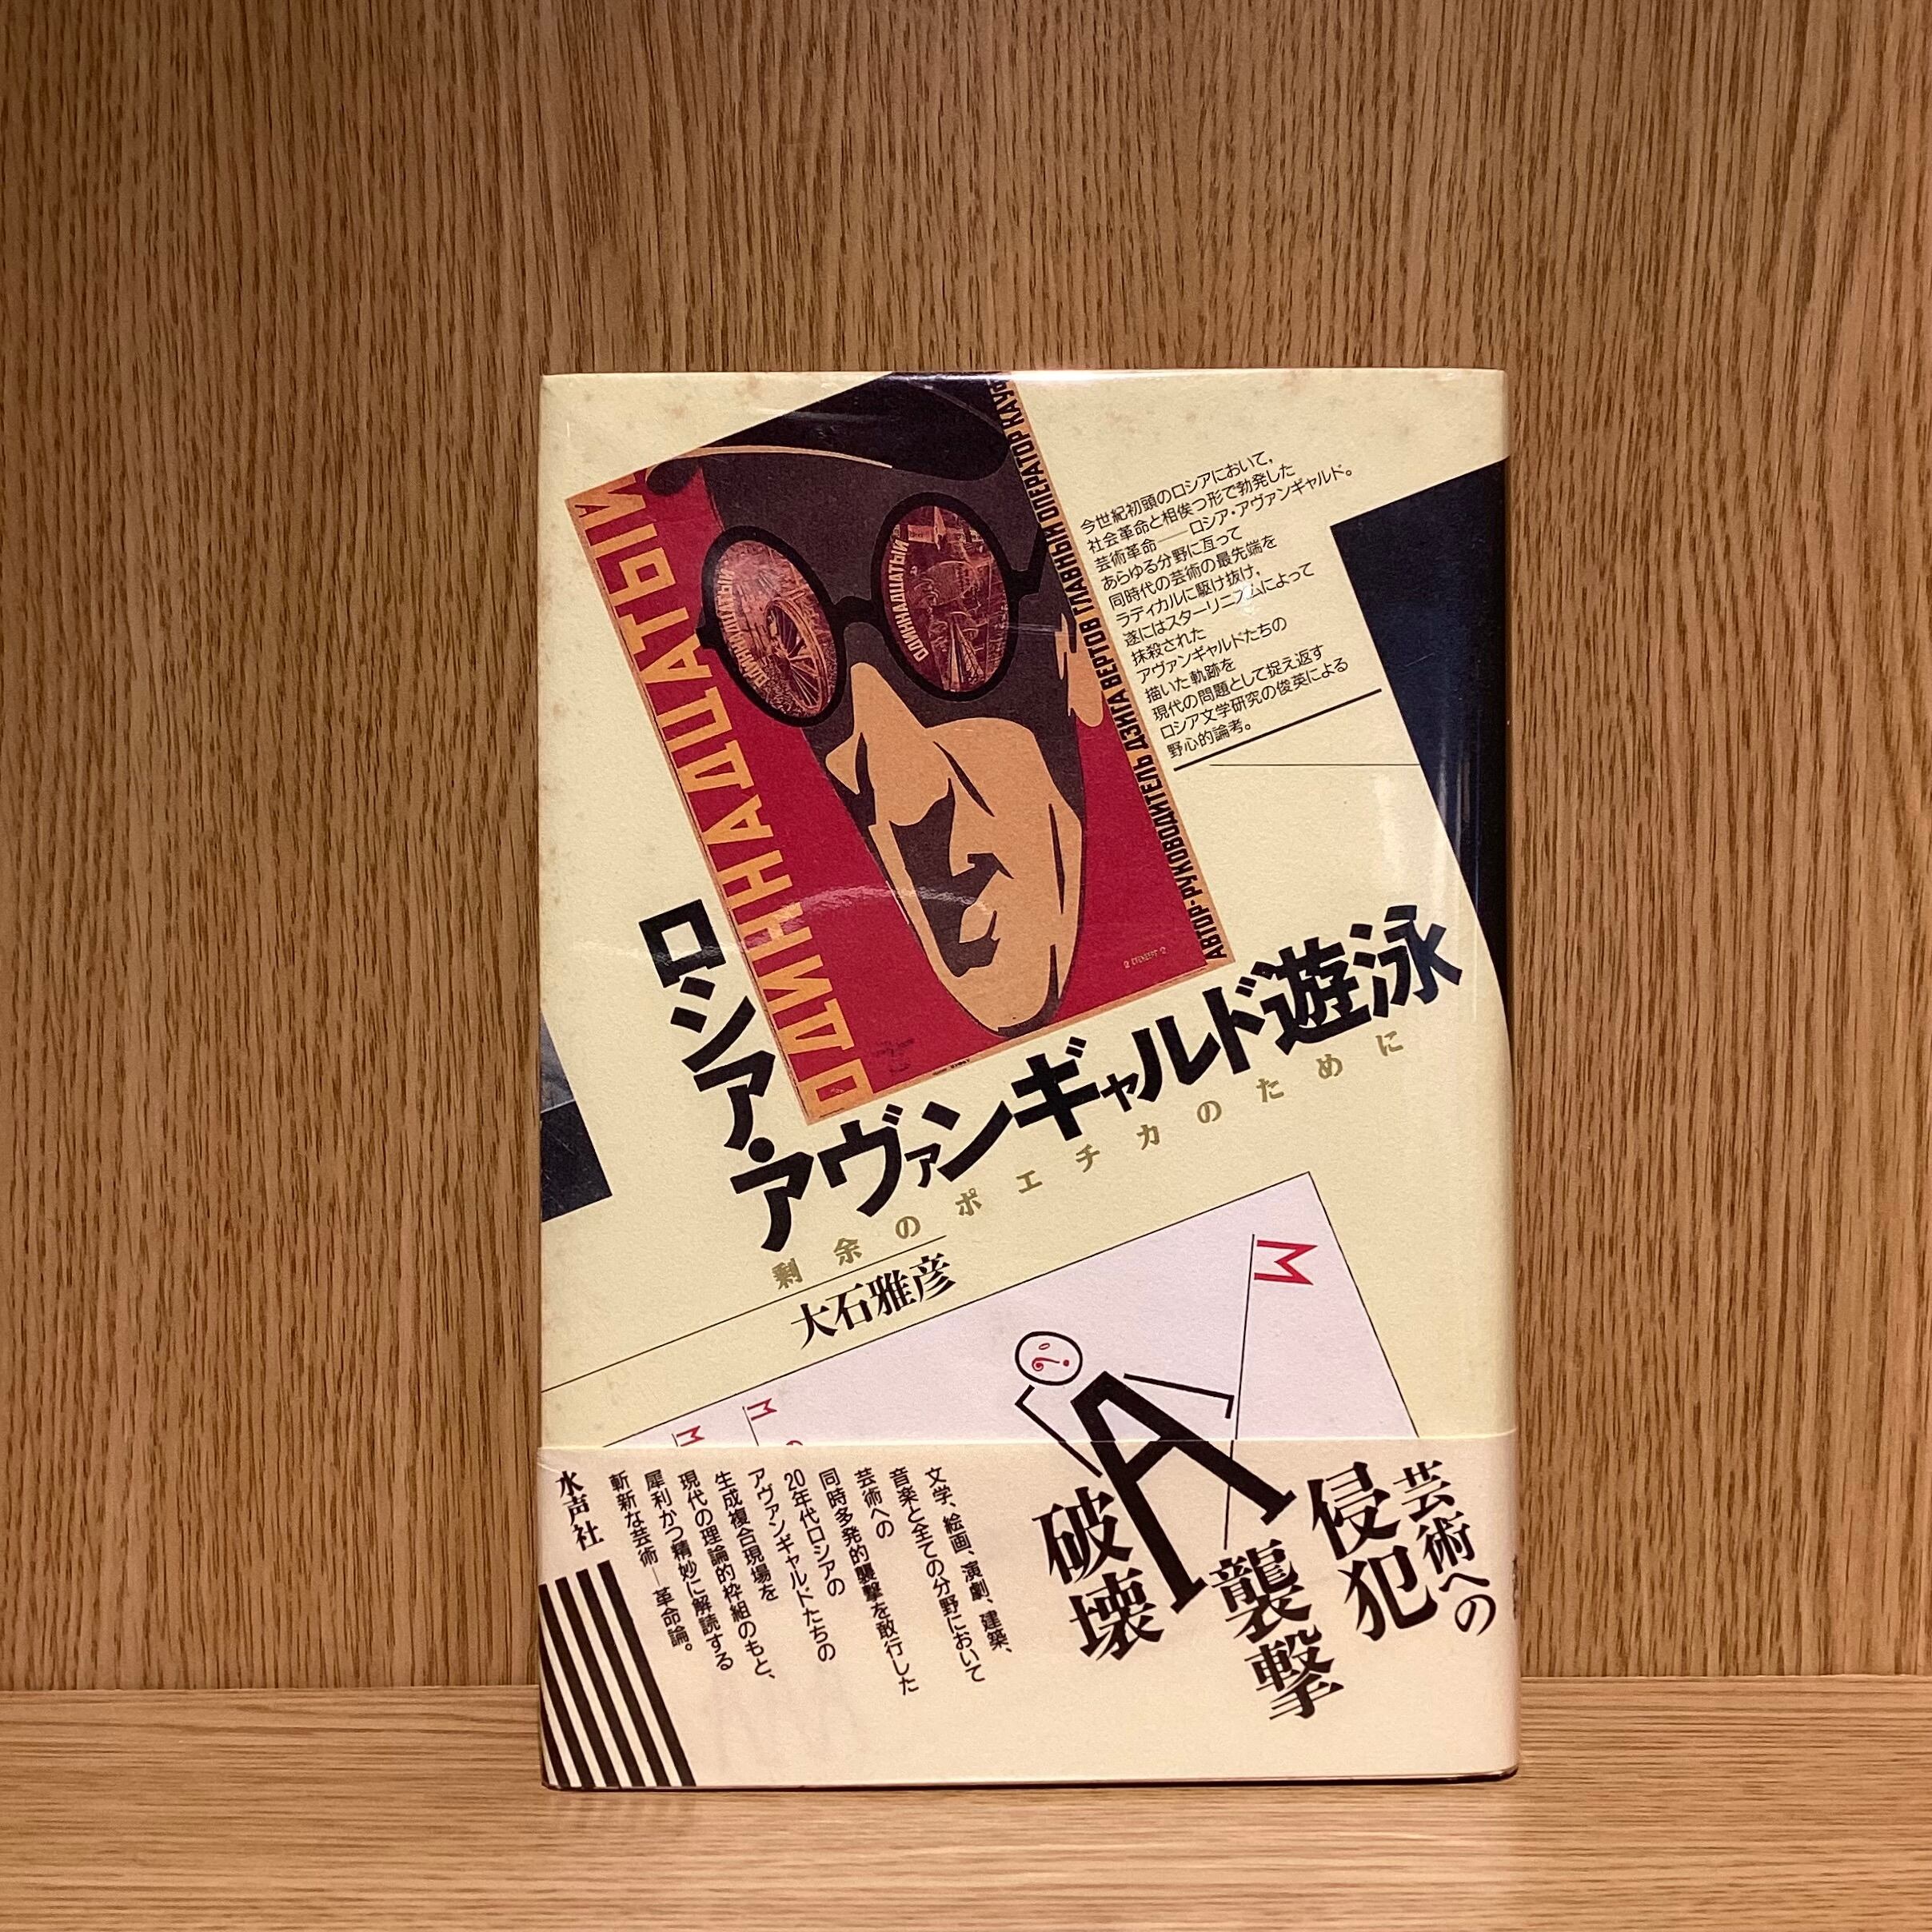 ОДИННАДЦАТЫЙ
ОДИННАДЦАТЫЙ
ОДИННАДЦАТЫЙ
АВТОР-РУКОВОДИТЕЛЬ ДЗИГА ВЕРТОВ ГЛАВНЫЙ ОПЕРАТОР КАУФ
今世紀初頭のロシアにおいて，
社会革命と相俟つ形で勃発した
芸術革命——ロシア・アヴァンギャルド。
あらゆる分野に亙って
同時代の芸術の最先端を
ラディカルに駆け抜け，
遂にはスターリニズムによって
抹殺された
アヴァンギャルドたちの
描いた軌跡を
現代の問題として捉え返す
ロシア文学研究の俊英による
野心的論考。
ロシア・
アヴァンギャルド遊泳
剰余のポエチカのために
大石雅彦
M
M
M
A
芸術への
侵犯
襲撃
破壊
文学、絵画、演劇、建築、
音楽と全ての分野において
芸術への
同時多発的襲撃を敢行した
20年代ロシアの
アヴァンギャルドたちの
生成複合現場を
現代の理論的枠組のもと、
犀利かつ精妙に解読する
斬新な芸術—革命論。
水声社